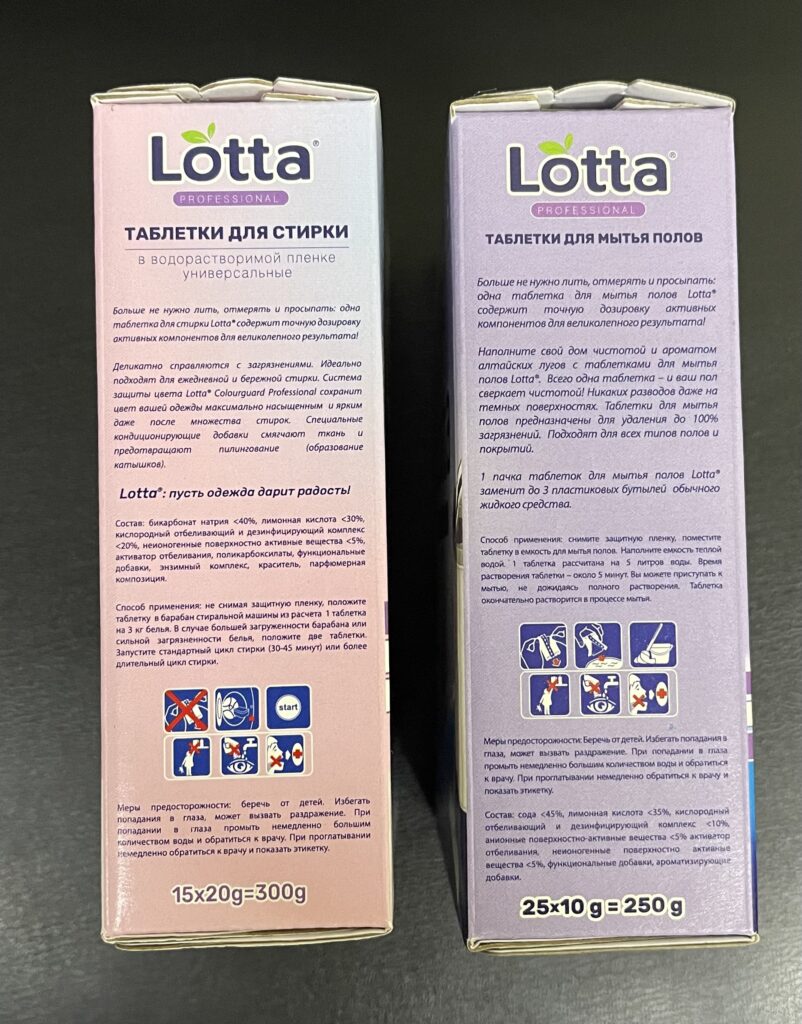 Lotta®
PROFESSIONAL
ТАБЛЕТКИ ДЛЯ СТИРКИ
в водорастворимой пленке
универсальные
Больше не нужно лить, отмерять и просыпать: одна
таблетка для стирки Lotta® содержит точную дозировку
активных компонентов для великолепного результата!
Деликатно справляются с загрязнениями. Идеально
подходят для ежедневной и бережной стирки. Система
защиты цвета Lotta® Colourguard Professional сохранит
цвет вашей одежды максимально насыщенным и ярким
даже после множества стирок. Специальные
кондиционирующие добавки смягчают ткань и
предотвращают пиллингование (образование
катышков).
Lotta®: пусть одежда дарит радость!
Состав: бикарбонат натрия <40%, лимонная кислота <30%,
кислородный отбеливающий и дезинфицирующий комплекс
<20%, неионогенные поверхностно активные вещества <5%,
активатор отбеливания, поликарбоксилаты, функциональные
добавки, энзимный комплекс, краситель, парфюмерная
композиция.
Способ применения: не снимая защитную пленку, положите
таблетку в барабан стиральной машины из расчета 1 таблетка
на 3 кг белья. В случае большей загруженности барабана или
сильной загрязненности белья, положите две таблетки.
Запустите стандартный цикл стирки (30-45 минут) или более
длительный цикл стирки.
start
Меры предосторожности: беречь от детей. Избегать
попадания в глаза, может вызвать раздражение. При
попадании в глаза промыть немедленно большим
количеством воды и обратиться к врачу. При проглатывании
немедленно обратиться к врачу и показать этикетку.
15x20g=300g
Lotta®
PROFESSIONAL
ТАБЛЕТКИ ДЛЯ МЫТЬЯ ПОЛОВ
Больше не нужно лить, отмерять и просыпать:
одна таблетка для мытья полов Lotta®
содержит точную дозировку активных
компонентов для великолепного результата!
Наполните свой дом чистотой и ароматом
алтайских лугов с таблетками для мытья
полов Lotta®. Всего одна таблетка – и ваш пол
сверкает чистотой! Никаких разводов даже на
темных поверхностях. Таблетки для мытья
полов предназначены для удаления до 100%
загрязнений. Подходят для всех типов полов и
покрытий.
1 пачка таблеток для мытья полов Lotta®
заменит до 3 пластиковых бутылей обычного
жидкого средства.
Способ применения: снимите защитную пленку, поместите
таблетку в емкость для мытья полов. Наполните емкость теплой
водой. 1 таблетка рассчитана на 5 литров воды. Время
растворения таблетки – около 5 минут. Вы можете приступать к
мытью, не дожидаясь полного растворения. Таблетка
окончательно растворится в процессе мытья.
Меры предосторожности: Беречь от детей. Избегать попадания в
глаза, может вызвать раздражение. При попадании в глаза
промыть немедленно большим количеством воды и обратиться
к врачу. При проглатывании немедленно обратиться к врачу и
показать этикетку.
Состав: сода <45%, лимонная кислота <35%, кислородный
отбеливающий и дезинфицирующий комплекс <10%,
анионные поверхностно-активные вещества <5% активатор
отбеливания, неионогенные поверхностно активные
вещества <5%, функциональные добавки, ароматизирующие
добавки.
25x10 g = 250 g